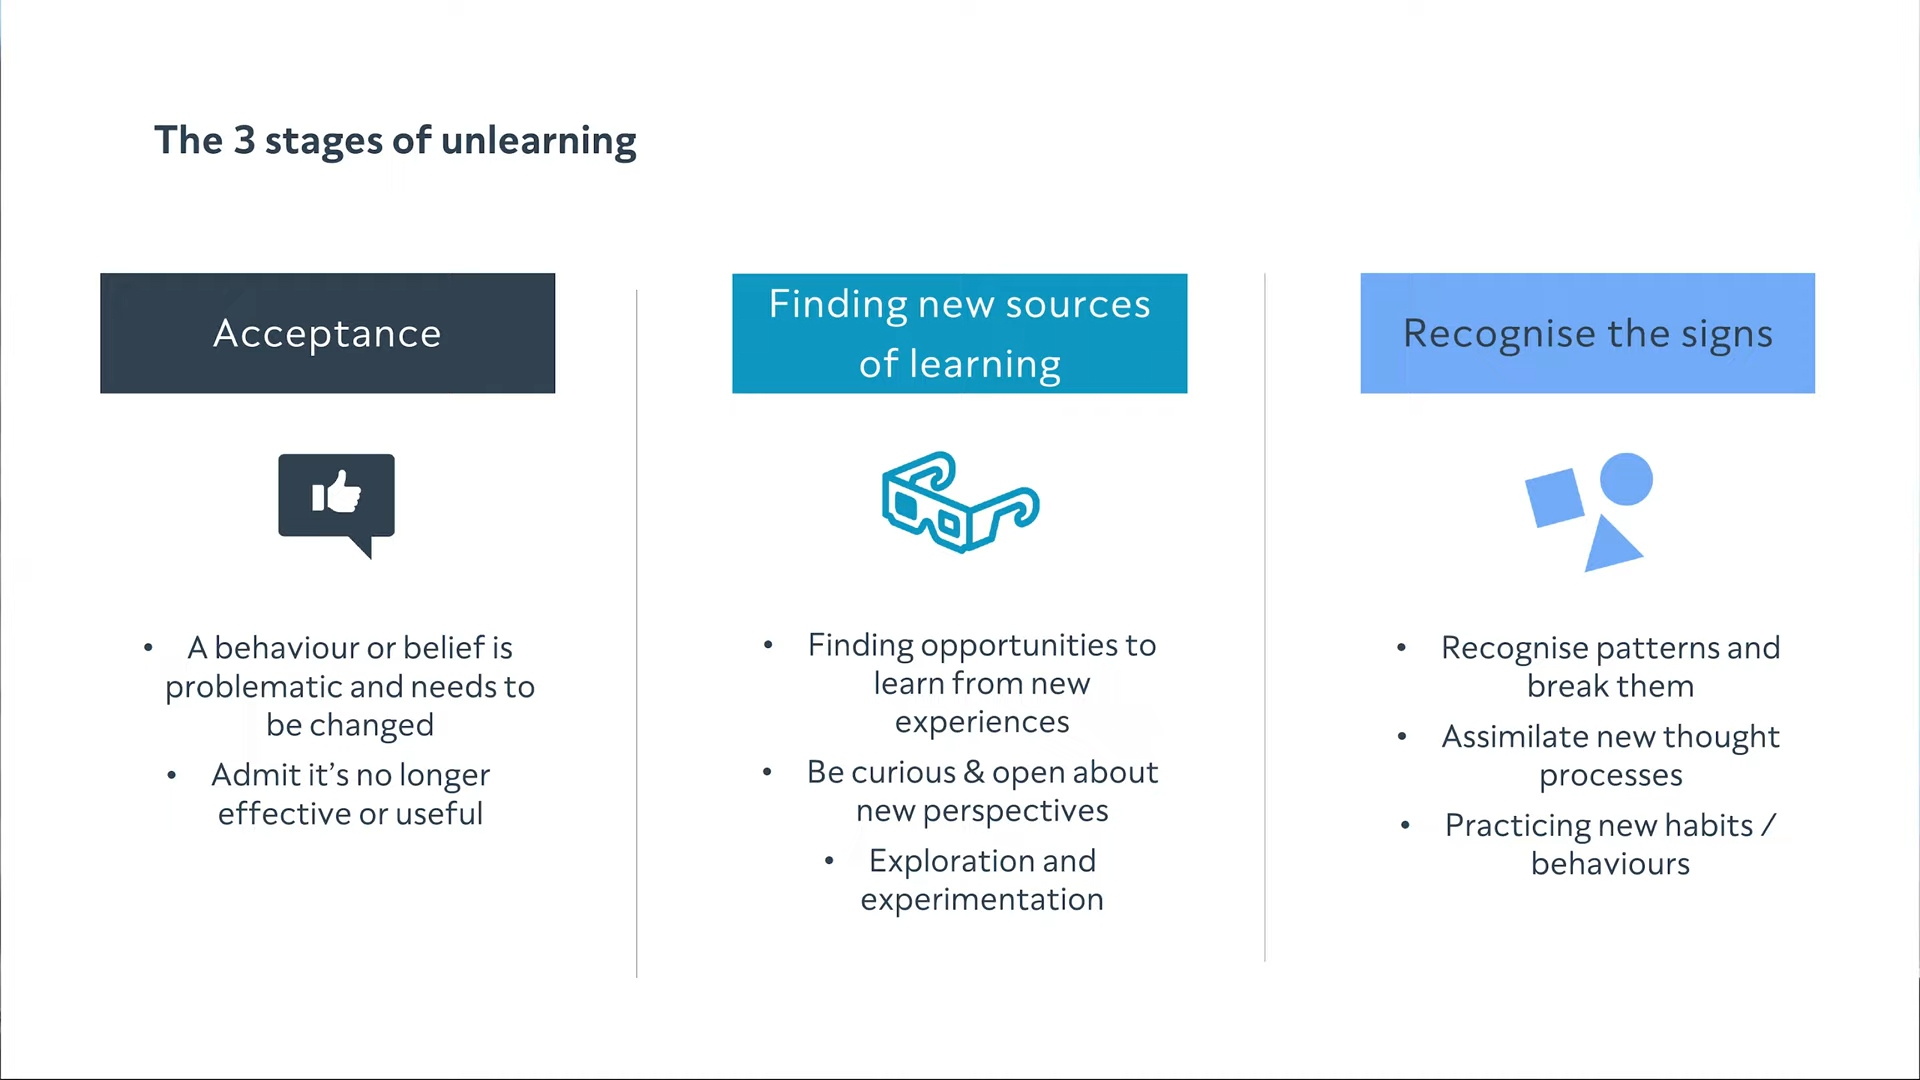 The 3 stages of unlearning
Acceptance
• A behaviour or belief is
problematic and needs to
be changed
• Admit it’s no longer
effective or useful
Finding new sources
of learning
• Finding opportunities to
learn from new
experiences
• Be curious & open about
new perspectives
• Exploration and
experimentation
Recognise the signs
• Recognise patterns and
break them
• Assimilate new thought
processes
• Practicing new habits /
behaviours